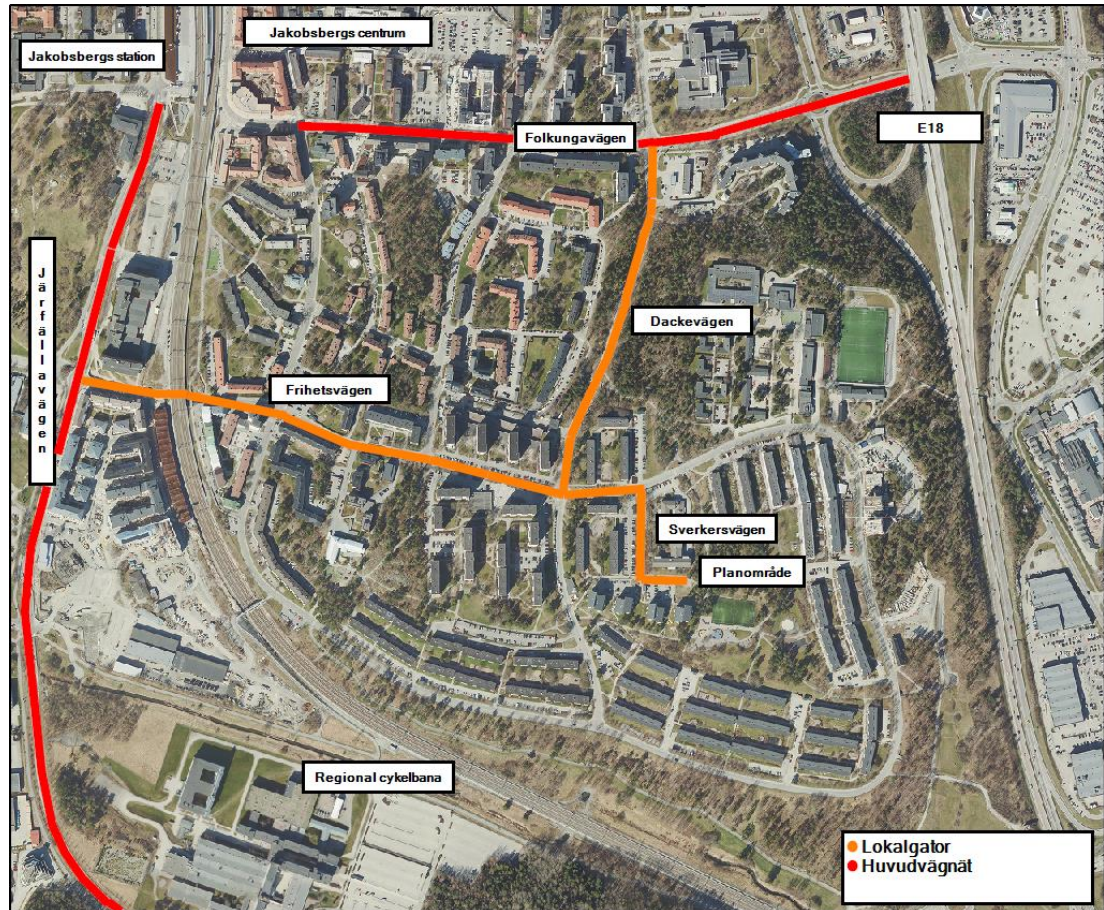 Jakobsbergs centrum
Jakobsbergs station
E18
Folkungavägen
Järfällavägen
Dackevägen
Frihetsvägen
Sverkersvägen
Planområde
Regional cykelbana
Lokalgator
Huvudvägnät